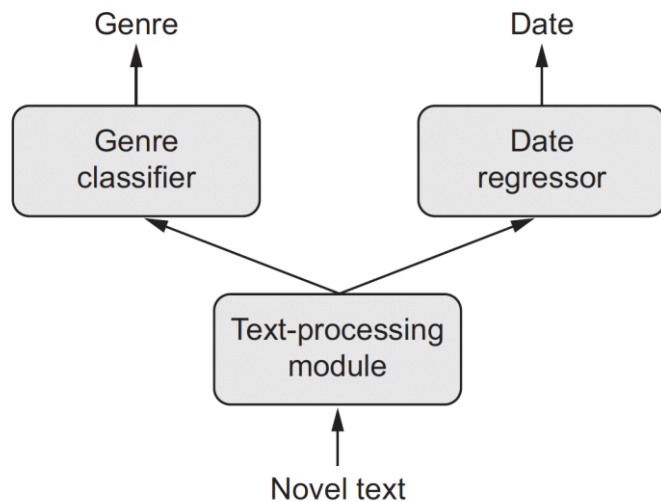 Genre
Date
Genre
classifier
Date
regressor
Text-processing
module
Novel text